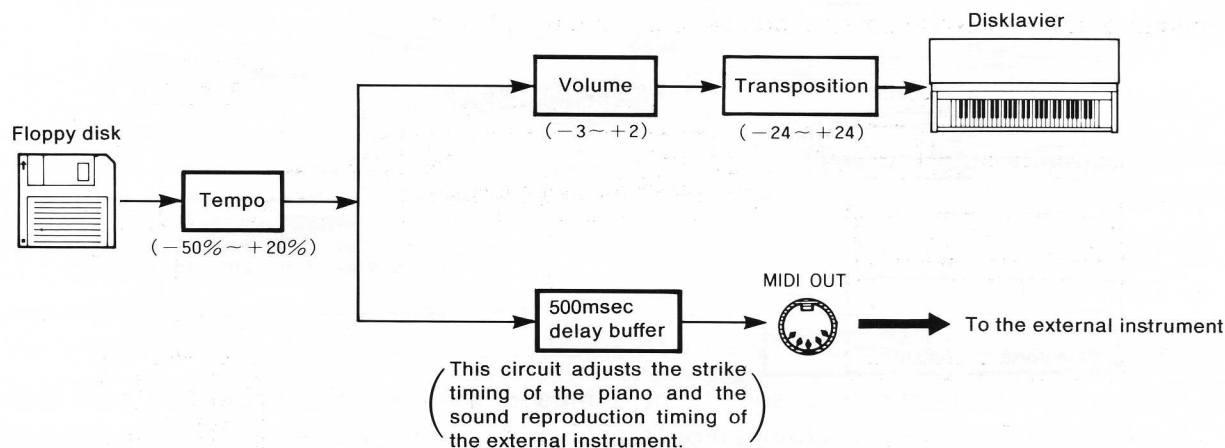 Disklavier
Volume
Transposition
(−3～+2)
(−24～+24)
Floppy disk
Tempo
(−50%～+20%)
MIDI OUT
500msec
delay buffer
To the external instrument
(This circuit adjusts the strike
timing of the piano and the
sound reproduction timing of
the external instrument.)